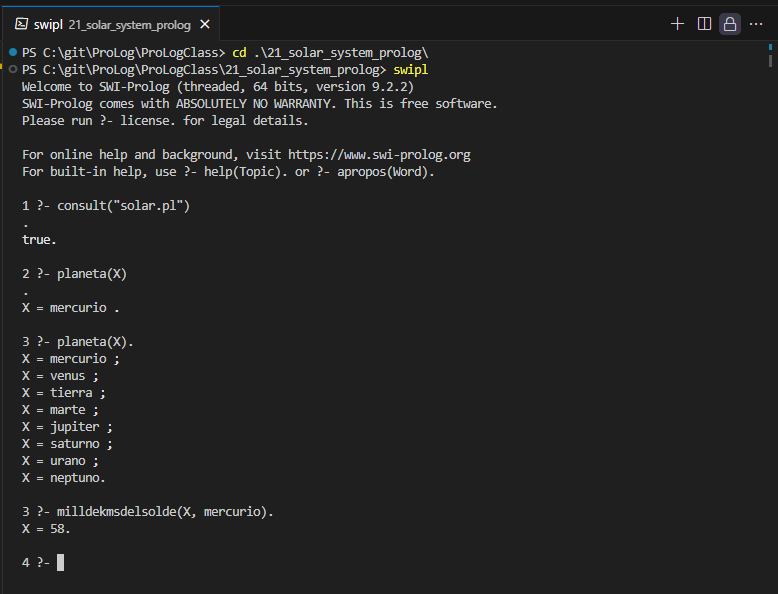 swipl 21_solar_system_prolog
PS C:\git\ProLog\ProLogClass> cd .\21_solar_system_prolog\
PS C:\git\ProLog\ProLogClass\21_solar_system_prolog> swipl
Welcome to SWI-Prolog (threaded, 64 bits, version 9.2.2)
SWI-Prolog comes with ABSOLUTELY NO WARRANTY. This is free software.
Please run ?- license. for legal details.
For online help and background, visit https://www.swi-prolog.org
For built-in help, use ?- help(Topic). or ?- apropos(Word).
1 ?- consult("solar.pl")
.
true.
2 ?- planeta(X)
.
X = mercurio .
3 ?- planeta(X).
X = mercurio ;
X = venus ;
X = tierra ;
X = marte ;
X = jupiter ;
X = saturno ;
X = urano ;
X = neptuno.
3 ?- milldekmsdelsolde(X, mercurio).
X = 58.
4 ?-